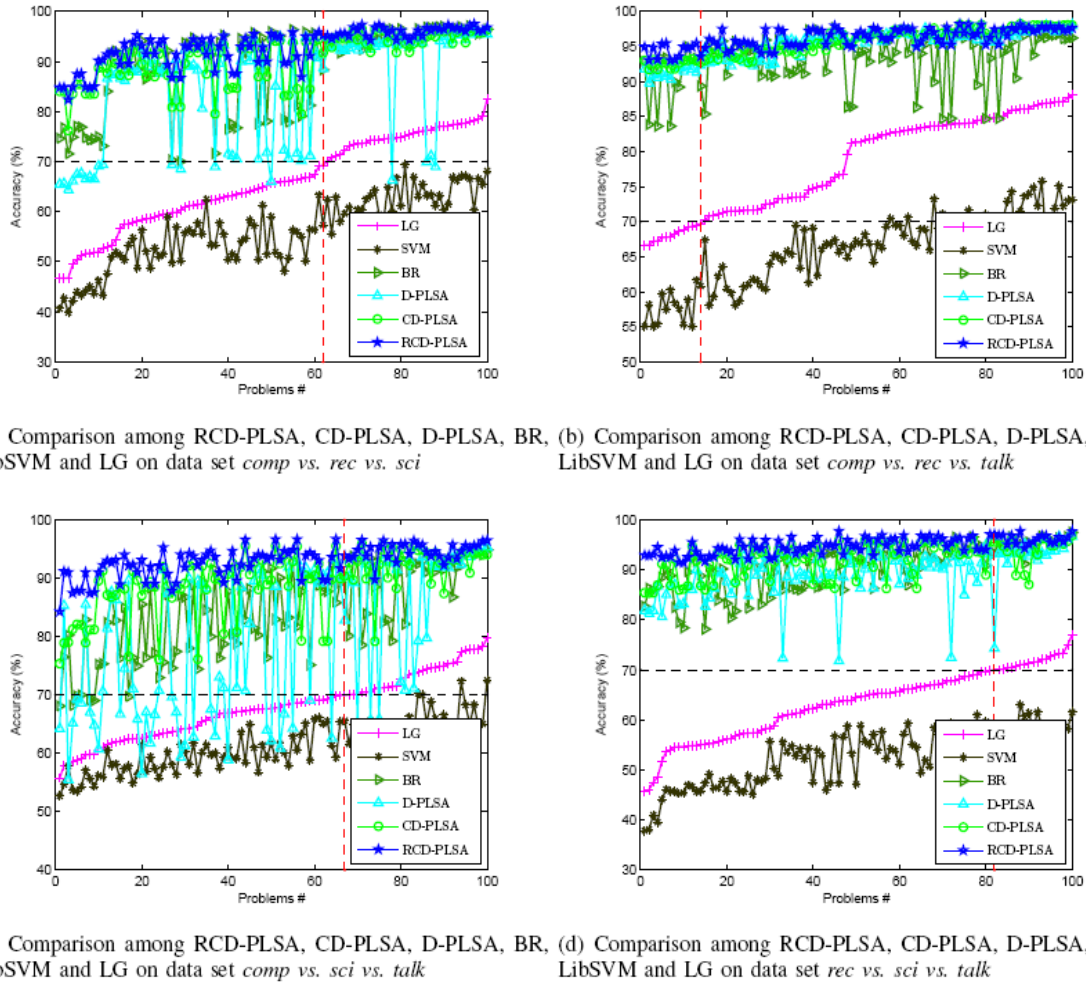 100
90
80
70
60
50
40
30
Accuracy (%)
0 20 40 60 80 100
Problems #
LG
SVM
BR
D-PLSA
CD-PLSA
RCD-PLSA
100
95
90
85
80
75
70
65
60
55
50
Accuracy (%)
0 20 40 60 80 100
Problems #
LG
SVM
BR
D-PLSA
CD-PLSA
RCD-PLSA
Comparison among RCD-PLSA, CD-PLSA, D-PLSA, BR,
SVM and LG on data set comp vs. rec vs. sci
(b) Comparison among RCD-PLSA, CD-PLSA, D-PLSA,
LibSVM and LG on data set comp vs. rec vs. talk
100
90
80
70
60
50
40
Accuracy (%)
0 20 40 60 80 100
Problems #
LG
SVM
BR
D-PLSA
CD-PLSA
RCD-PLSA
100
90
80
70
60
50
40
30
Accuracy (%)
0 20 40 60 80 100
Problems #
LG
SVM
BR
D-PLSA
CD-PLSA
RCD-PLSA
Comparison among RCD-PLSA, CD-PLSA, D-PLSA, BR,
SVM and LG on data set comp vs. sci vs. talk
(d) Comparison among RCD-PLSA, CD-PLSA, D-PLSA,
LibSVM and LG on data set rec vs. sci vs. talk